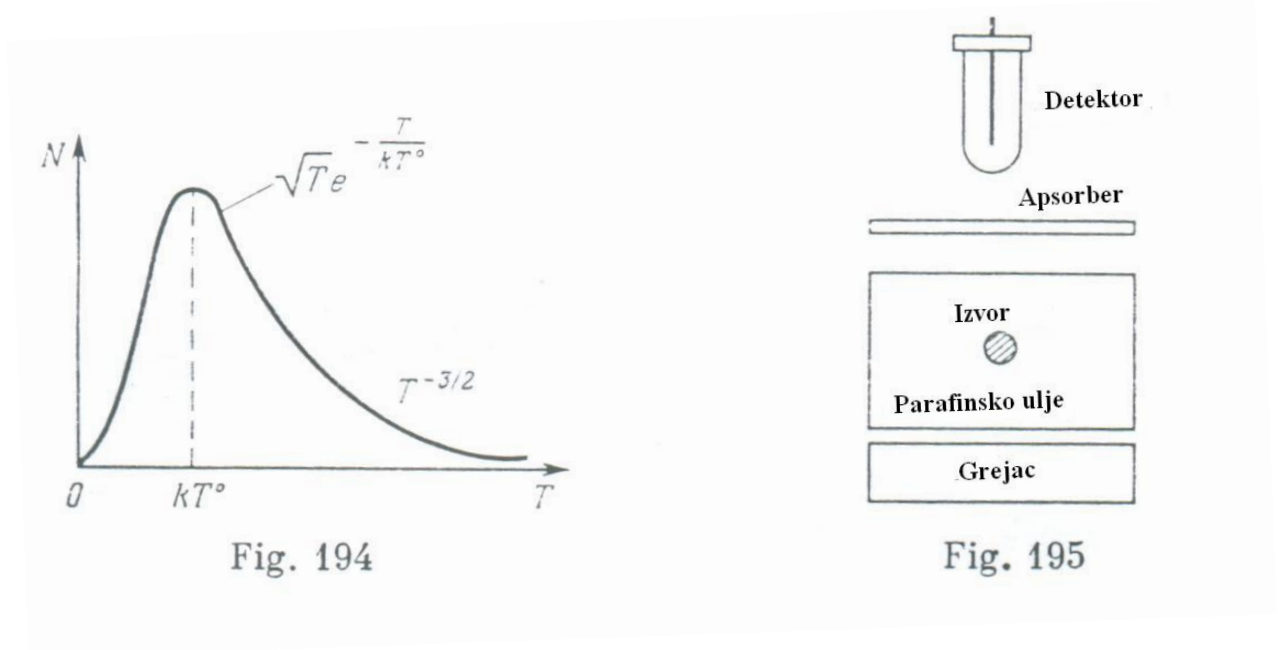 N
√T e^{-T/kT°}
T^{-3/2}
0 kT° T
Fig. 194
Detektor
Apsorber
Izvor
Parafinsko ulje
Grejac
Fig. 195